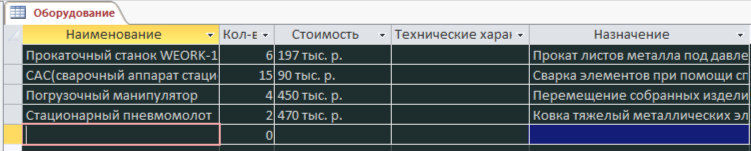 Оборудование
Наименование Кол-в Стоимость Технические харак Назначение
Прокаточный станок WEORK-1 6 197 тыс. р. Прокат листов металла под давле
САС(сварочный аппарат стаци 15 90 тыс. р. Сварка элементов при помощи сп
Погрузочный манипулятор 4 450 тыс. р. Перемещение собранных издели
Стационарный пневмомолот 2 470 тыс. р. Ковка тяжелый металлических эл
0